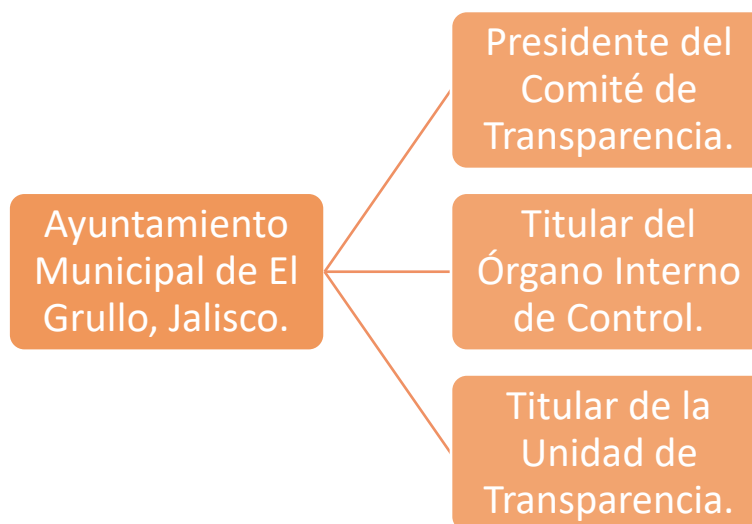 Ayuntamiento
Municipal de El
Grullo, Jalisco.
Presidente del
Comité de
Transparencia.
Titular del
Órgano Interno
de Control.
Titular de la
Unidad de
Transparencia.